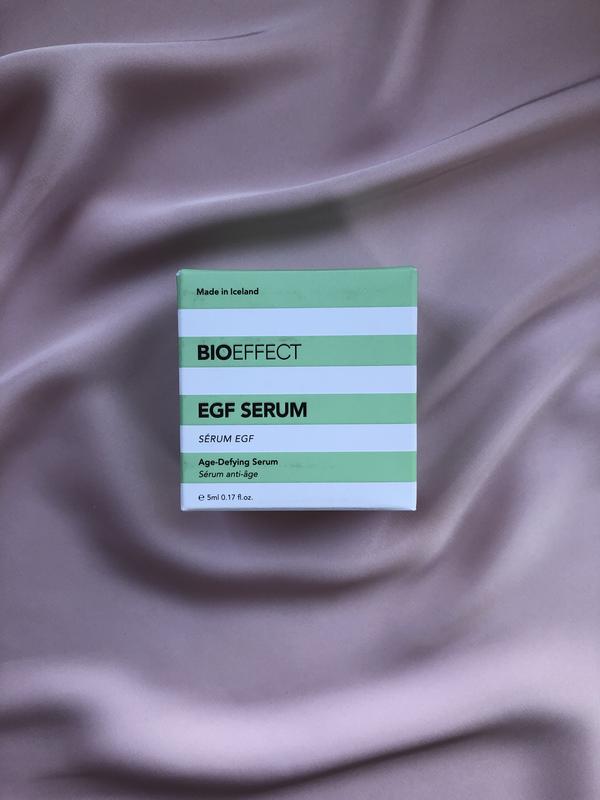 Made in Iceland
BIOEFFECT
EGF SERUM
SÉRUM EGF
Age-Defying Serum
Sérum anti-âge
℮ 5ml 0.17 fl.oz.